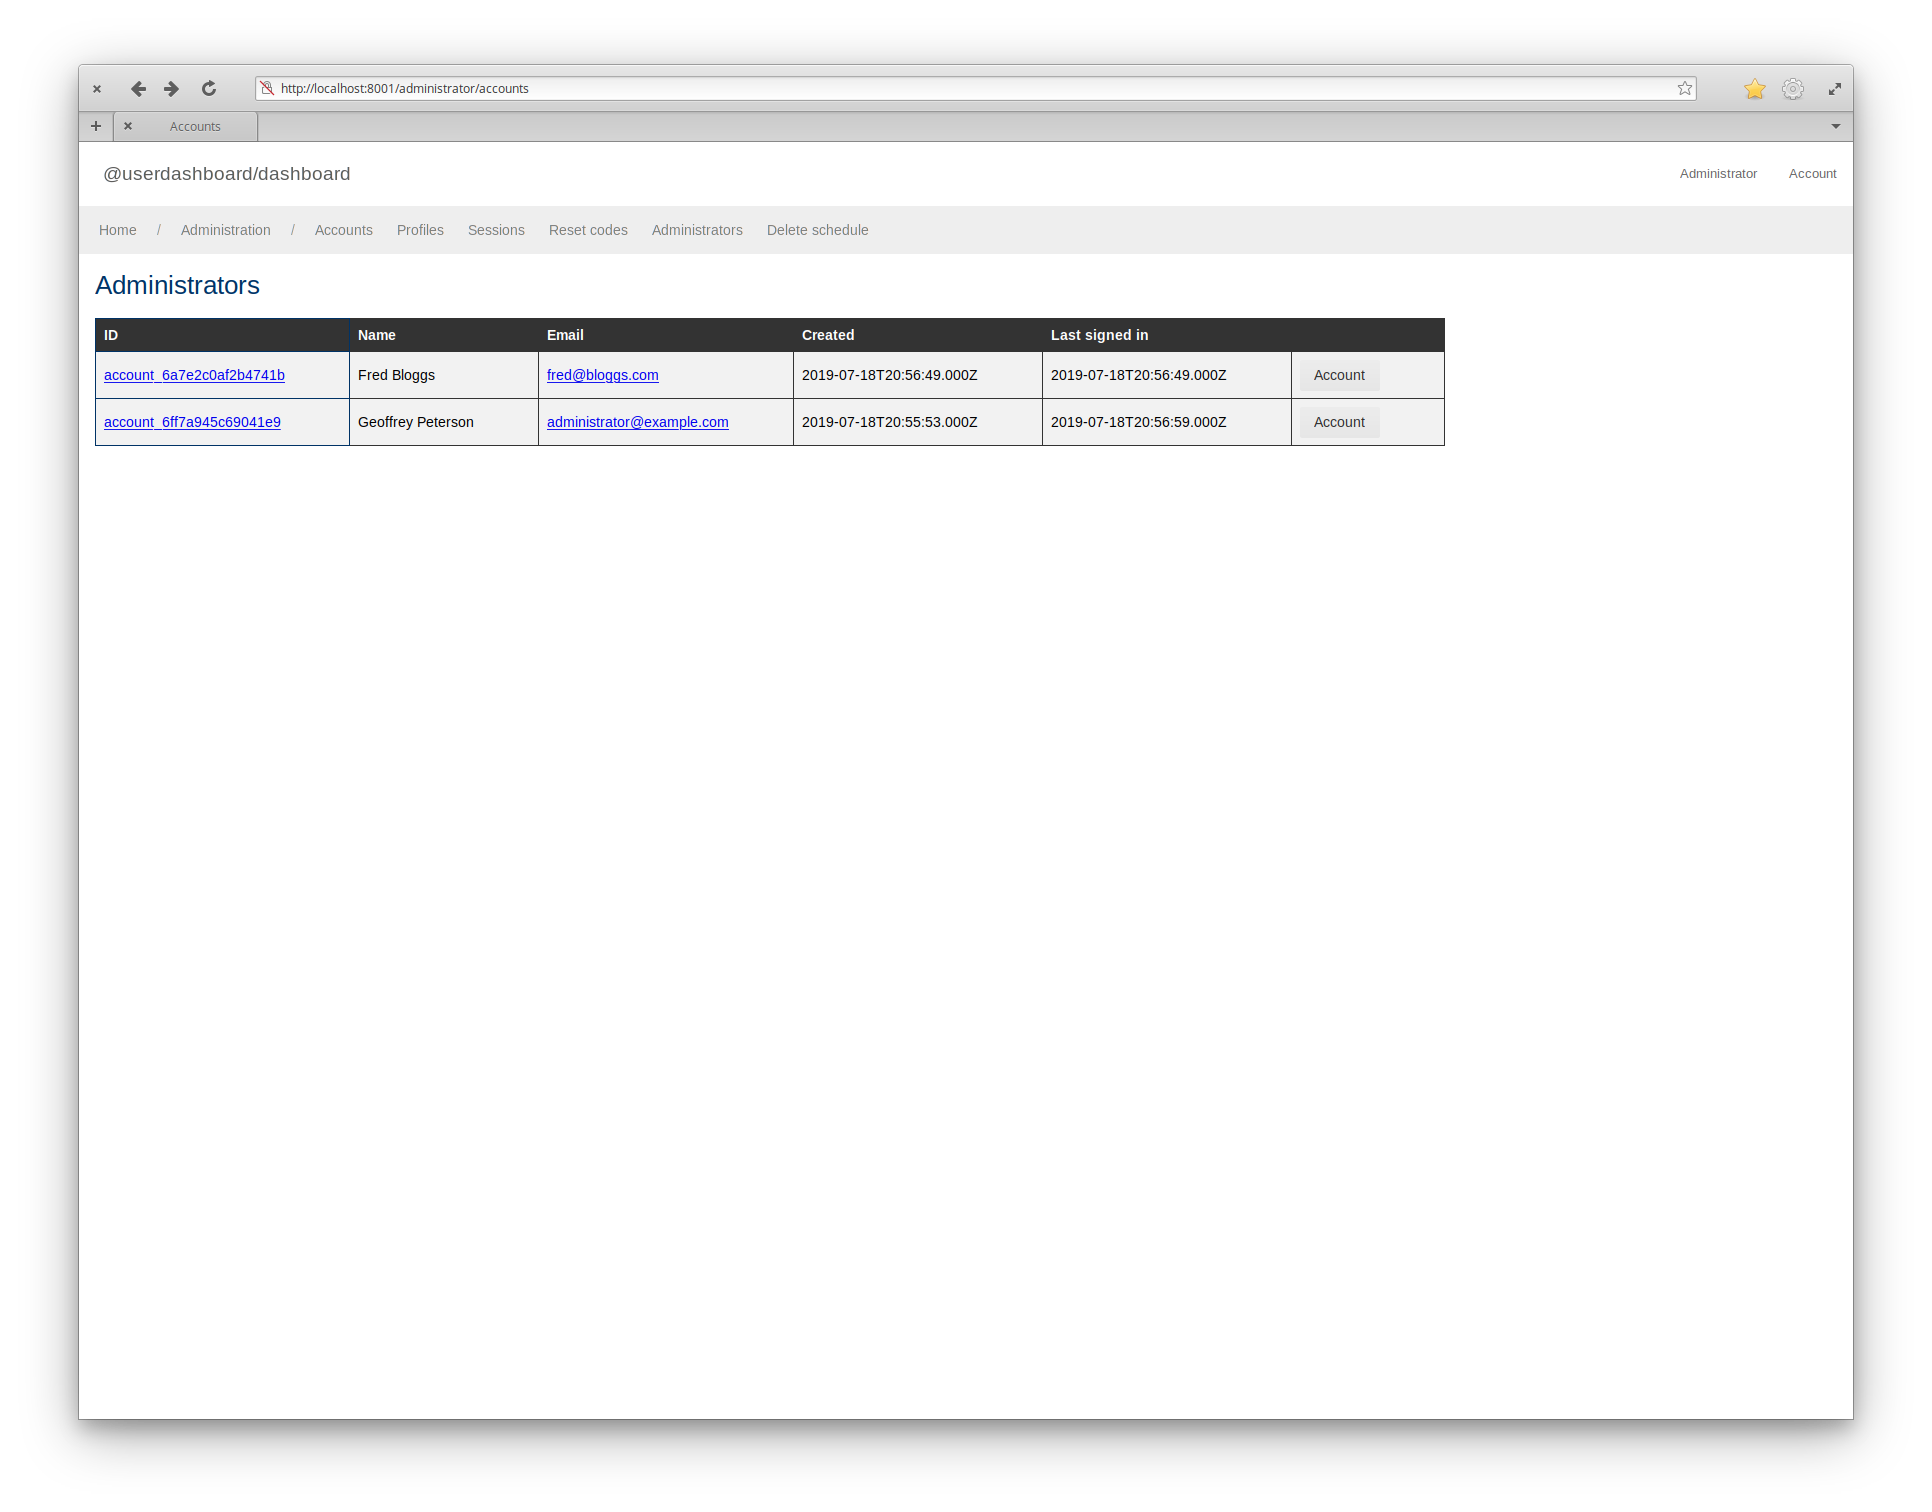 http://localhost:8001/administrator/accounts
Accounts
@userdashboard/dashboard Administrator Account
Home / Administration / Accounts Profiles Sessions Reset codes Administrators Delete schedule
Administrators
ID Name Email Created Last signed in
account_6a7e2c0af2b4741b Fred Bloggs fred@bloggs.com 2019-07-18T20:56:49.000Z 2019-07-18T20:56:49.000Z Account
account_6ff7a945c69041e9 Geoffrey Peterson administrator@example.com 2019-07-18T20:55:53.000Z 2019-07-18T20:56:59.000Z Account